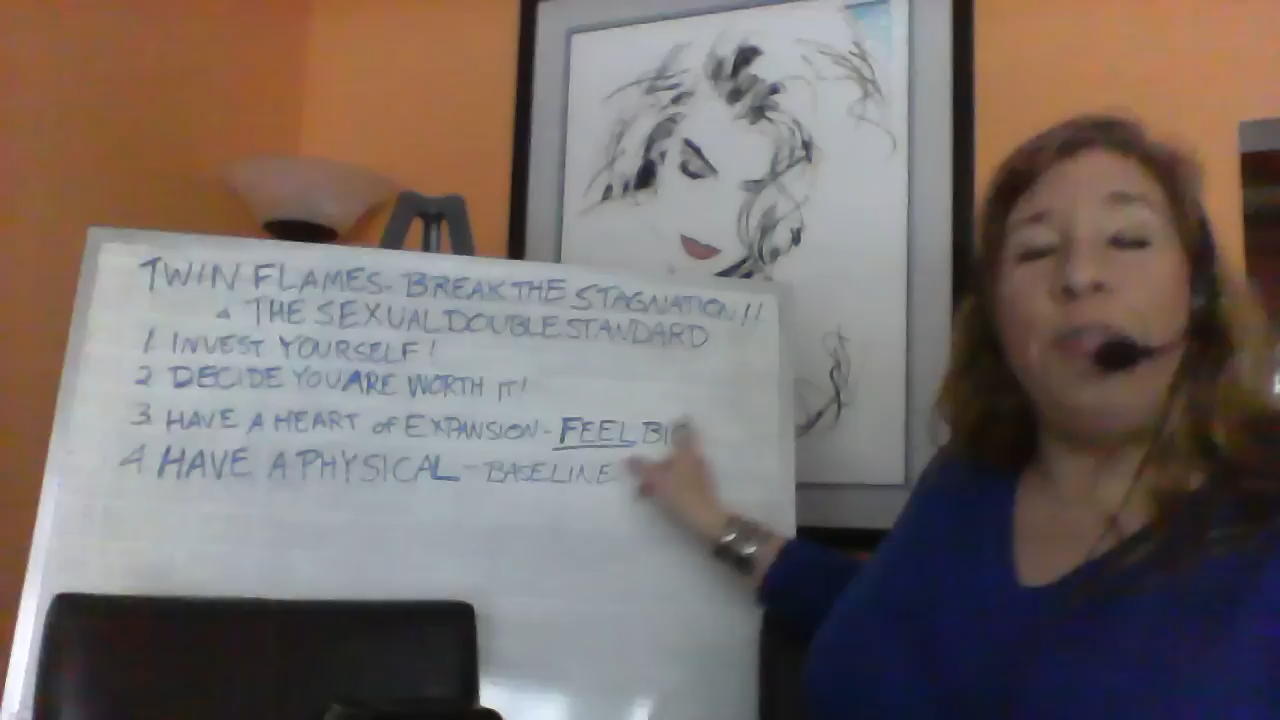 TWIN FLAMES - BREAK THE STAGNATION!!
THE SEXUAL DOUBLE STANDARD
1 INVEST YOURSELF!
2 DECIDE YOU ARE WORTH IT!
3 HAVE A HEART OF EXPANSION - FEEL
4 HAVE A PHYSICAL - BASELINE